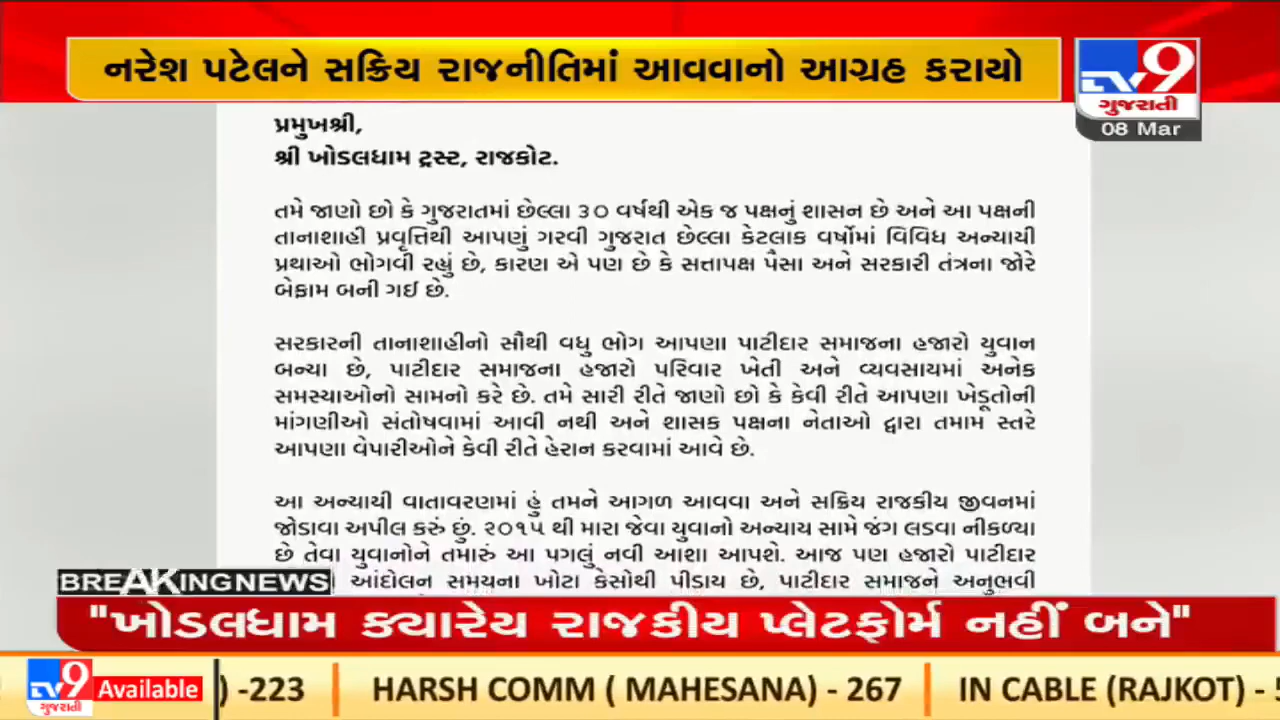 નરેશ પટેલને સક્રિય રાજનીતિમાં આવવાનો આગ્રહ કરાયો
TV9
ગુજરાતી
08 Mar
પ્રમુખશ્રી,
શ્રી ખોડલધામ ટ્રસ્ટ, રાજકોટ.
તમે જાણો છો કે ગુજરાતમાં છેલ્લા ૩૦ વર્ષથી એક જ પક્ષનું શાસન છે અને આ પક્ષની
તાનાશાહી પ્રવૃત્તિથી આપણું ગરવી ગુજરાત છેલ્લા કેટલાક વર્ષોમાં વિવિધ અન્યાયી
પ્રથાઓ ભોગવી રહ્યું છે, કારણ એ પણ છે કે સત્તાપક્ષ પૈસા અને સરકારી તંત્રના જોરે
બેફામ બની ગઈ છે.
સરકારની તાનાશાહીનો સૌથી વધુ ભોગ આપણા પાટીદાર સમાજના હજારો યુવાન
બન્યા છે, પાટીદાર સમાજના હજારો પરિવાર ખેતી અને વ્યવસાયમાં અનેક
સમસ્યાઓનો સામનો કરે છે. તમે સારી રીતે જાણો છો કે કેવી રીતે આપણા ખેડૂતોની
માંગણીઓ સંતોષવામાં આવી નથી અને શાસક પક્ષના નેતાઓ દ્વારા તમામ સ્તરે
આપણા વેપારીઓને કેવી રીતે હેરાન કરવામાં આવે છે.
આ અન્યાયી વાતાવરણમાં હું તમને આગળ આવવા અને સક્રિય રાજકીય જીવનમાં
જોડાવા અપીલ કરું છું. ૨૦૧૫ થી મારા જેવા યુવાનો અન્યાય સામે જંગ લડવા નીકળ્યા
છે તેવા યુવાનોને તમારું આ પગલું નવી આશા આપશે. આજ પણ હજારો પાટીદાર
આંદોલન સમયના ખોટા કેસોથી પીડાય છે, પાટીદાર સમાજને અનુભવી
BREAKINGNEWS
"ખોડલધામ ક્યારેય રાજકીય પ્લેટફોર્મ નહીં બને"
TV9 ગુજરાતી Available ) -223 HARSH COMM ( MAHESANA) - 267 IN CABLE (RAJKOT) -